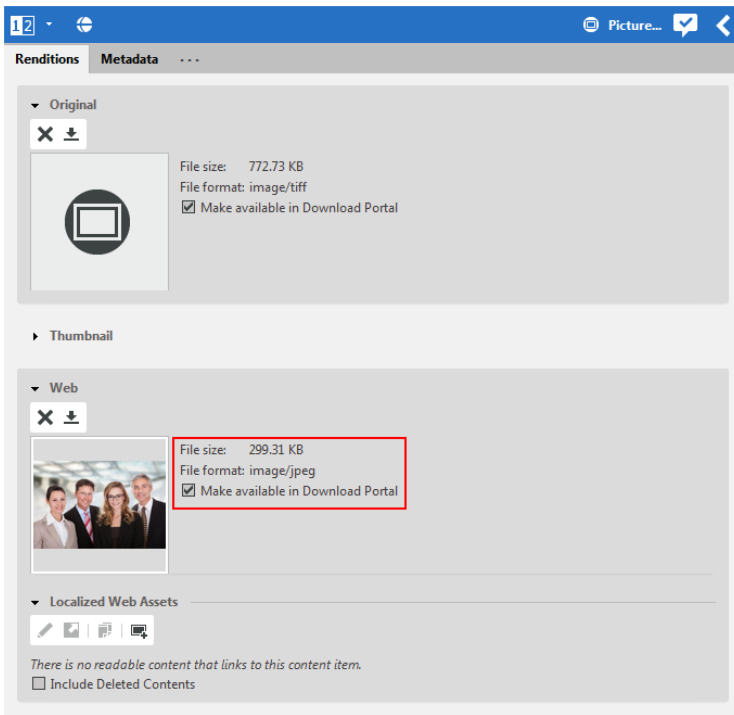 12
Picture...
Renditions Metadata ...
Original
File size: 772.73 KB
File format: image/tiff
Make available in Download Portal
Thumbnail
Web
File size: 299.31 KB
File format: image/jpeg
Make available in Download Portal
Localized Web Assets
There is no readable content that links to this content item.
Include Deleted Contents